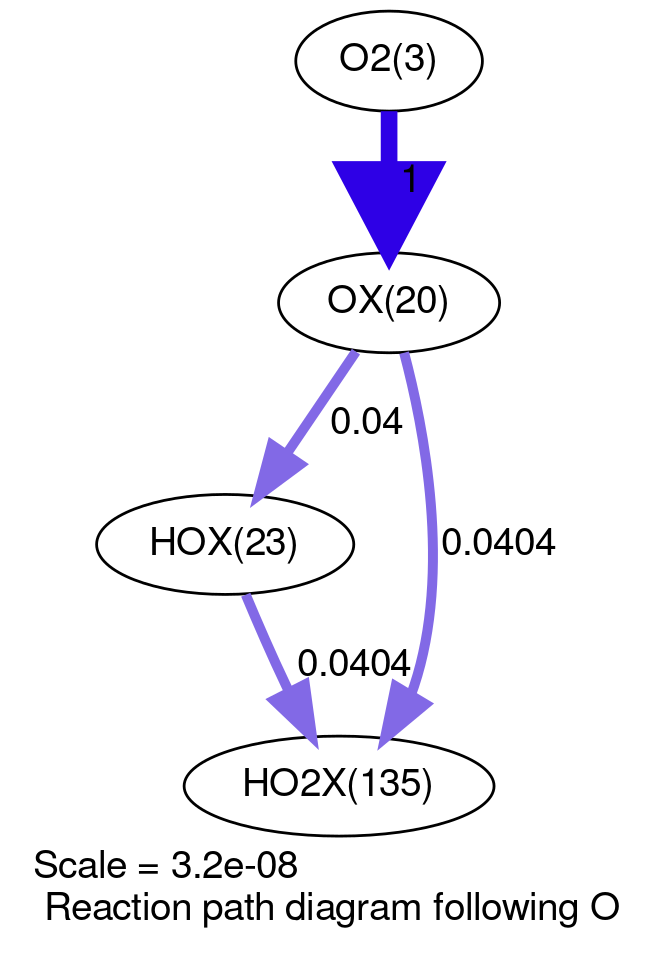 O2(3)
1
OX(20)
0.04
HOX(23)
0.0404
0.0404
HO2X(135)
Scale = 3.2e-08
Reaction path diagram following O